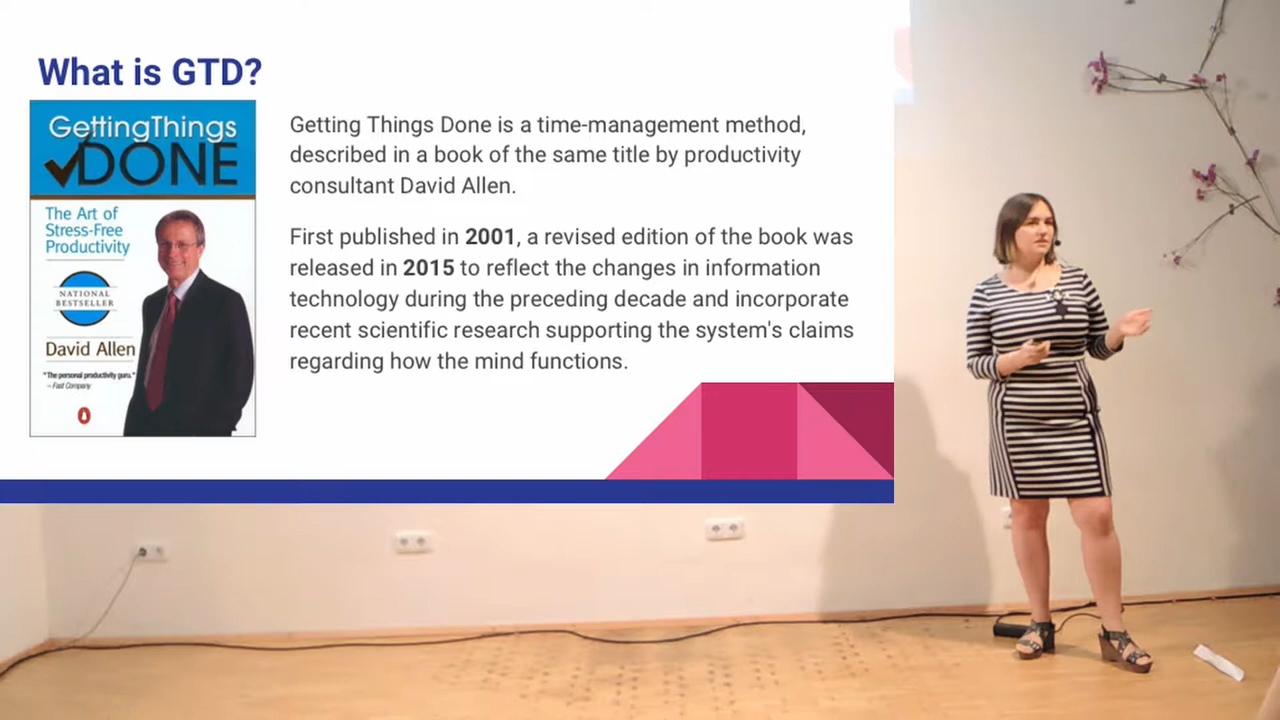 What is GTD?
GettingThings
DONE
The Art of
Stress-Free
Productivity
NATIONAL
BESTSELLER
David Allen
"The personal productivity guru."
– Fast Company
Getting Things Done is a time-management method,
described in a book of the same title by productivity
consultant David Allen.
First published in 2001, a revised edition of the book was
released in 2015 to reflect the changes in information
technology during the preceding decade and incorporate
recent scientific research supporting the system's claims
regarding how the mind functions.